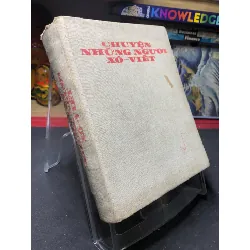 KNOWLEDGE
CHUYỆN
NHỮNG NGƯỜI
XÔ-VIẾT